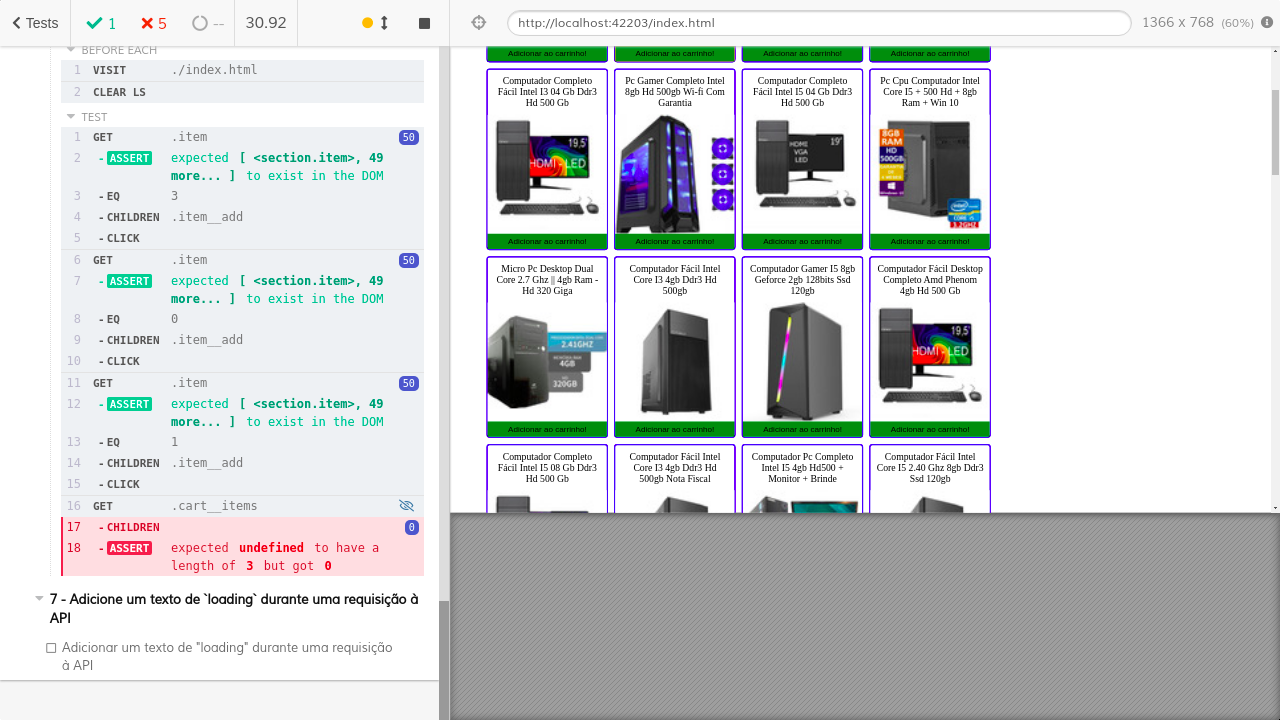 Tests
1
5
--
30.92
http://localhost:42203/index.html
1366 x 768 (60%)
BEFORE EACH
1 VISIT ./index.html
2 CLEAR LS
TEST
1 GET .item 50
2 -ASSERT expected [ <section.item>, 49
more... ] to exist in the DOM
3 -EQ 3
4 -CHILDREN .item__add
5 -CLICK
6 GET .item 50
7 -ASSERT expected [ <section.item>, 49
more... ] to exist in the DOM
8 -EQ 0
9 -CHILDREN .item__add
10 -CLICK
11 GET .item 50
12 -ASSERT expected [ <section.item>, 49
more... ] to exist in the DOM
13 -EQ 1
14 -CHILDREN .item__add
15 -CLICK
16 GET .cart__items
17 -CHILDREN 0
18 -ASSERT expected undefined to have a
length of 3 but got 0
7 - Adicione um texto de `loading` durante uma requisição à
API
Adicionar um texto de "loading" durante uma requisição
à API
Adicionar ao carrinho!
Adicionar ao carrinho!
Adicionar ao carrinho!
Adicionar ao carrinho!
Computador Completo
Fácil Intel I3 04 Gb Ddr3
Hd 500 Gb
19,5'
HDMI - LED
Adicionar ao carrinho!
Pc Gamer Completo Intel
8gb Hd 500gb Wi-fi Com
Garantia
Adicionar ao carrinho!
Computador Completo
Fácil Intel I5 04 Gb Ddr3
Hd 500 Gb
19"
HDMI
VGA
LED
Adicionar ao carrinho!
Pc Cpu Computador Intel
Core I5 + 500 Hd + 8gb
Ram + Win 10
8GB
RAM
HD
500GB
intel
CORE i5
3.2GHZ
Adicionar ao carrinho!
Micro Pc Desktop Dual
Core 2.7 Ghz || 4gb Ram -
Hd 320 Giga
2.41GHZ
4GB
HD
320GB
Adicionar ao carrinho!
Computador Fácil Intel
Core I3 4gb Ddr3 Hd
500gb
Adicionar ao carrinho!
Computador Gamer I5 8gb
Geforce 2gb 128bits Ssd
120gb
Adicionar ao carrinho!
Computador Fácil Desktop
Completo Amd Phenom
4gb Hd 500 Gb
19,5'
HDMI - LED
Adicionar ao carrinho!
Computador Completo
Fácil Intel I5 08 Gb Ddr3
Hd 500 Gb
Computador Fácil Intel
Core I3 4gb Ddr3 Hd
500gb Nota Fiscal
Computador Pc Completo
Intel I5 4gb Hd500 +
Monitor + Brinde
Computador Fácil Intel
Core I5 2.40 Ghz 8gb Ddr3
Ssd 120gb